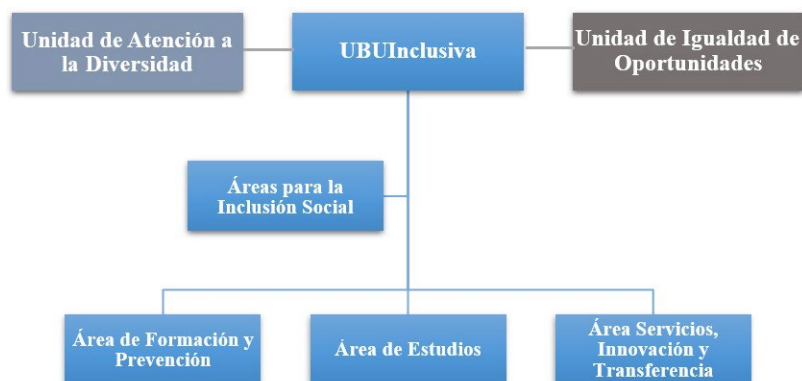 Unidad de Atención a
la Diversidad
UBUInclusiva
Unidad de Igualdad de
Oportunidades
Áreas para la
Inclusión Social
Área de Formación y
Prevención
Área de Estudios
Área Servicios,
Innovación y
Transferencia